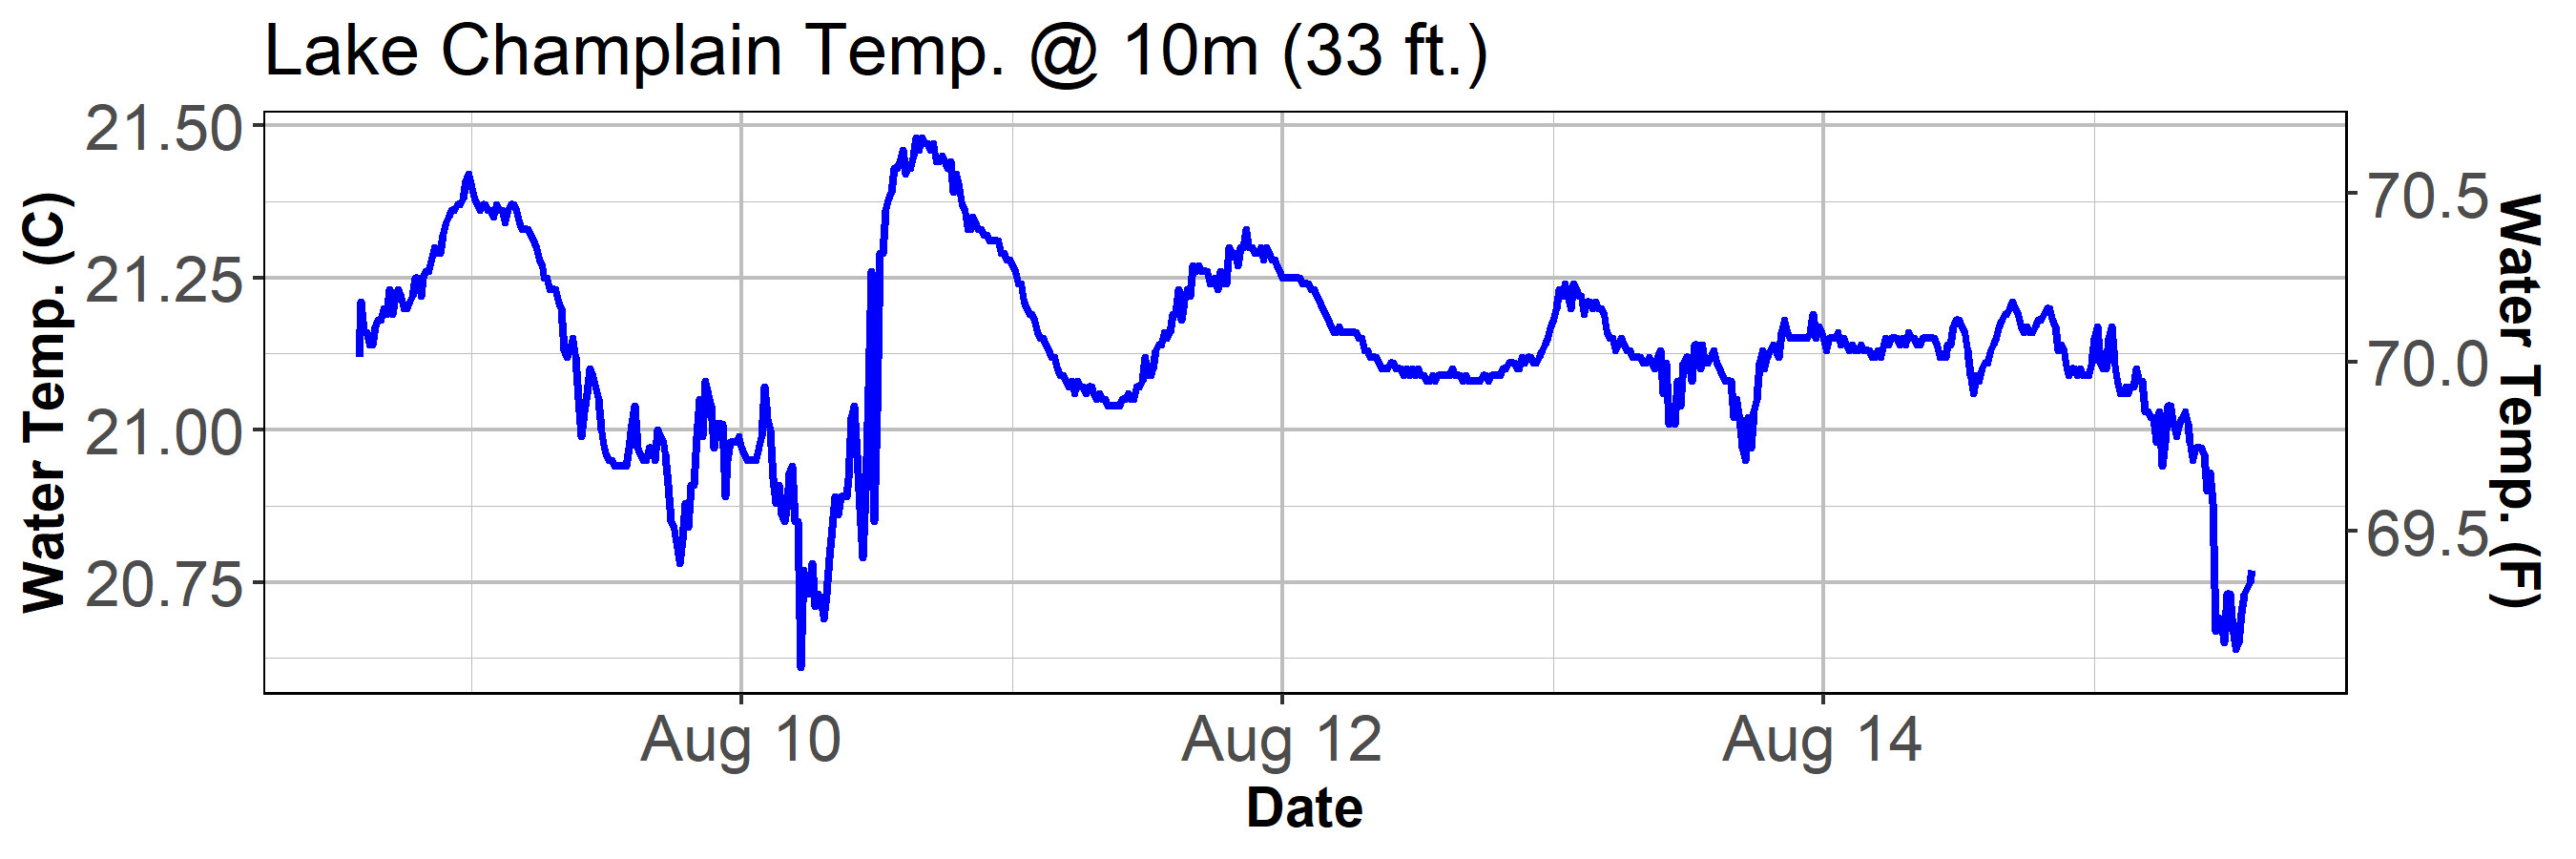 Lake Champlain Temp. @ 10m (33 ft.)
Water Temp. (C)
21.50
21.25
21.00
20.75
70.5
70.0
69.5
Water Temp. (F)
Aug 10
Aug 12
Aug 14
Date